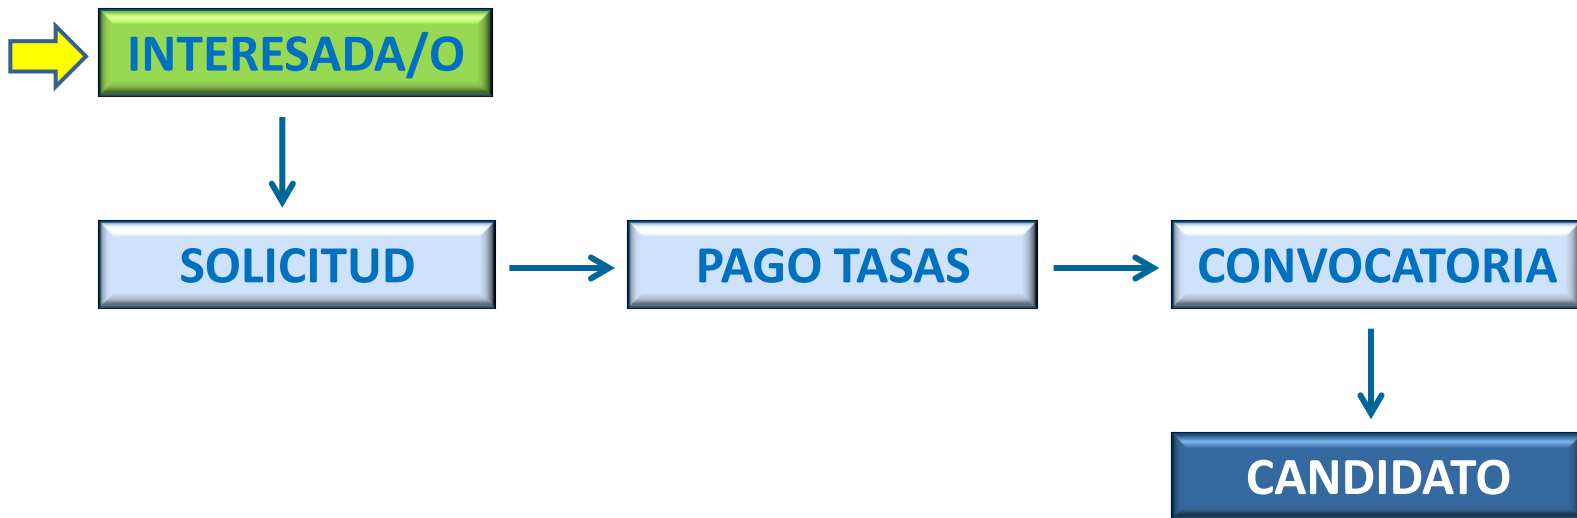 INTERESADA/O
SOLICITUD
PAGO TASAS
CONVOCATORIA
CANDIDATO